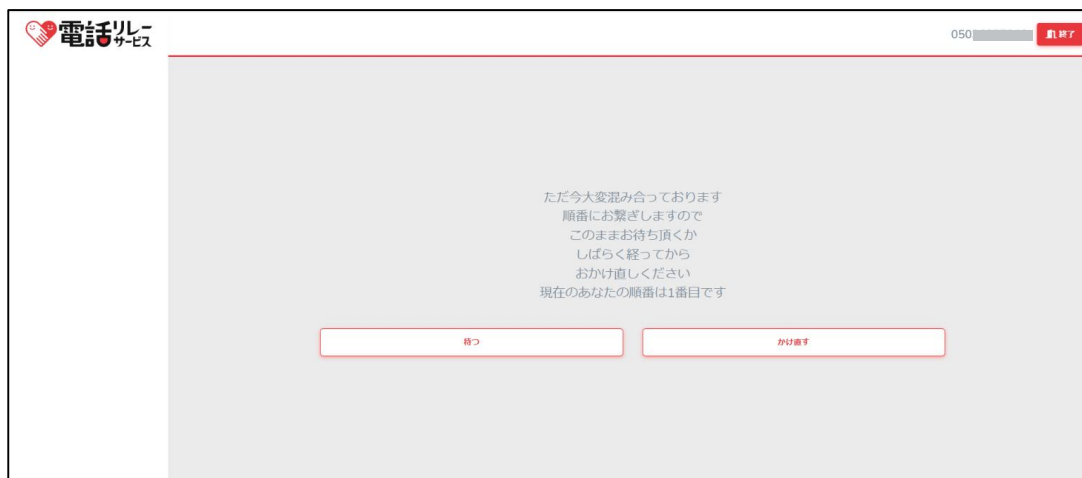 電話リレーサービス
050
終了
ただ今大変混み合っております
順番にお繋ぎしますので
このままお待ち頂くか
しばらく経ってから
おかけ直しください
現在のあなたの順番は1番目です
待つ
かけ直す